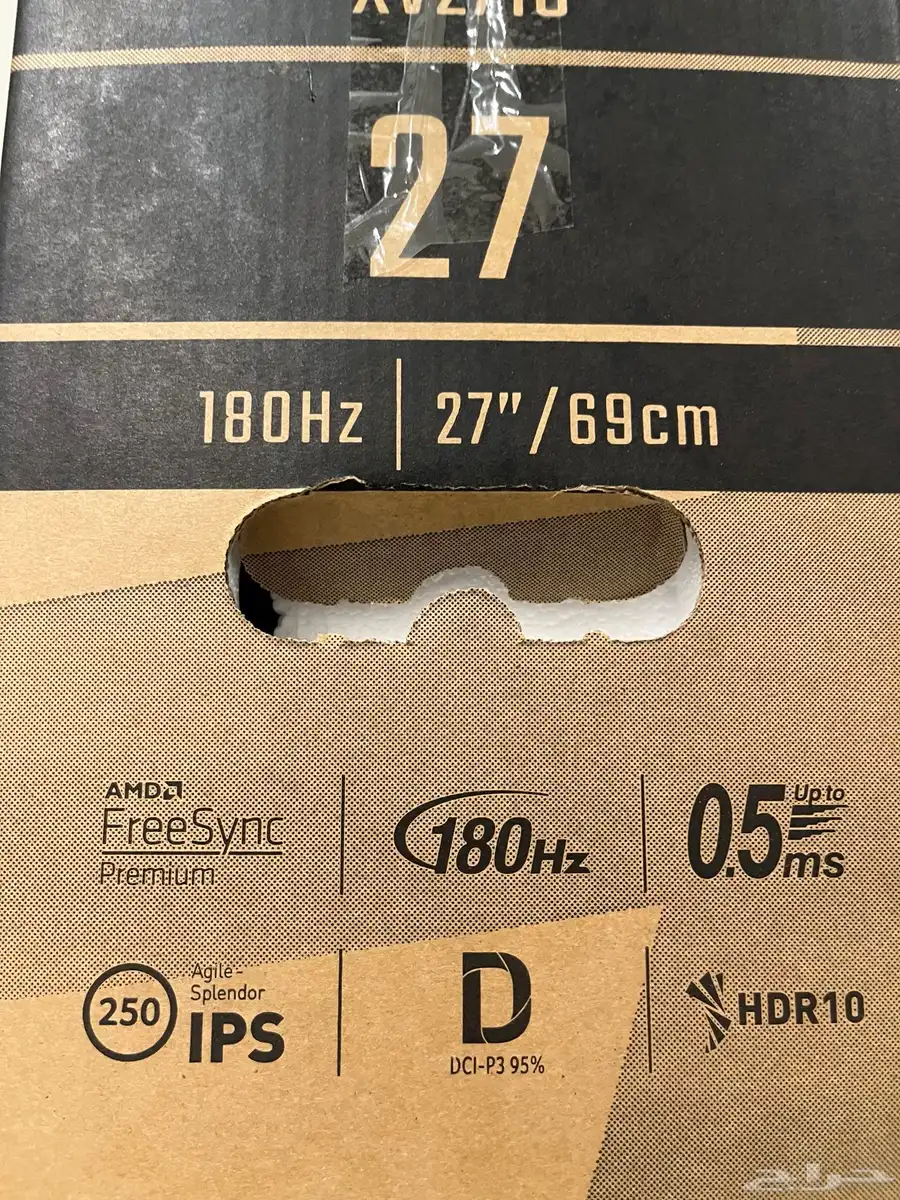 27
180Hz | 27"/69cm
AMD
FreeSync
Premium
180Hz
0.5 Up to
ms
250
Agile-
Splendor
IPS
D
DCI-P3 95%
HDR10
حراج